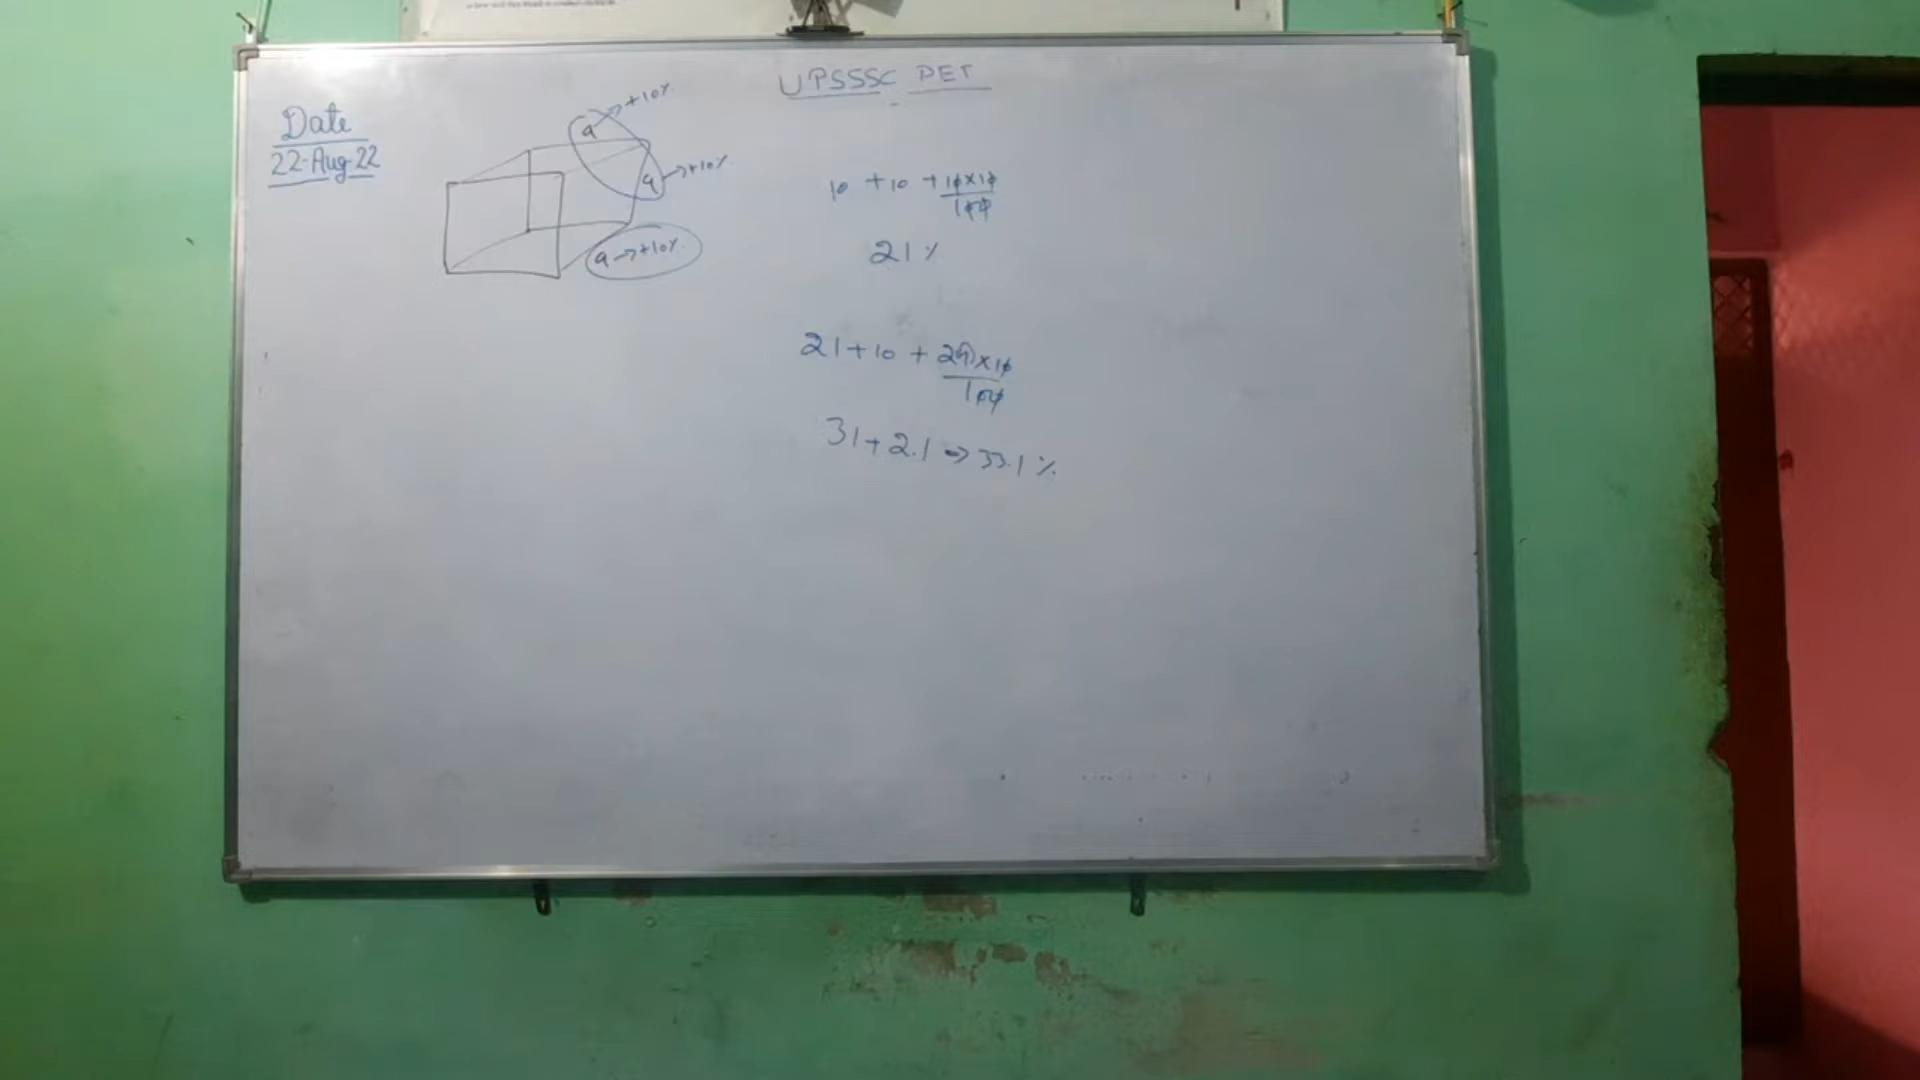 UPSSSC PET
Date
22-Aug-22
a → +10%
a → +10%
a → +10%
10 + 10 + 10×10
100
21%
21 + 10 + 21×10
100
31 + 2.1 → 33.1%